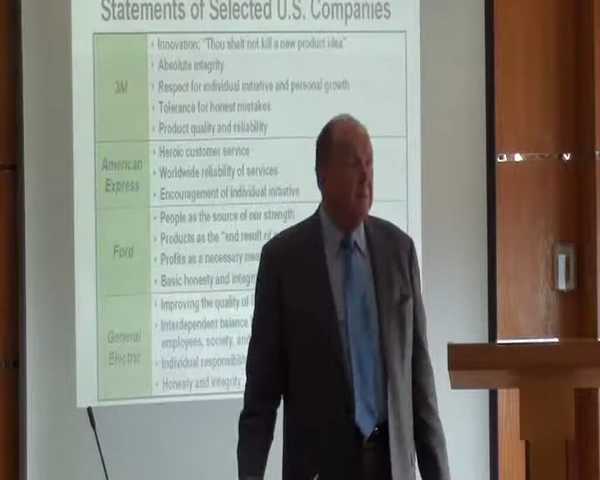 Statements of Selected U.S. Companies
3M
• Innovation; "Thou shalt not kill a new product idea"
• Absolute integrity
• Respect for individual initiative and personal growth
• Tolerance for honest mistakes
• Product quality and reliability
American
Express
• Heroic customer service
• Worldwide reliability of services
• Encouragement of individual initiative
Ford
• People as the source of our strength
• Products as the "end result of
• Profits as a necessary
• Basic honesty and
General
Electric
• Improving the quality of
• Interdependent balance
employees, society,
• Individual
• Honesty and integrity